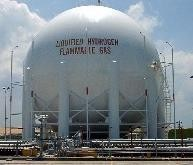 LIQUIFIED HYDROGEN
FLAMMABLE GAS